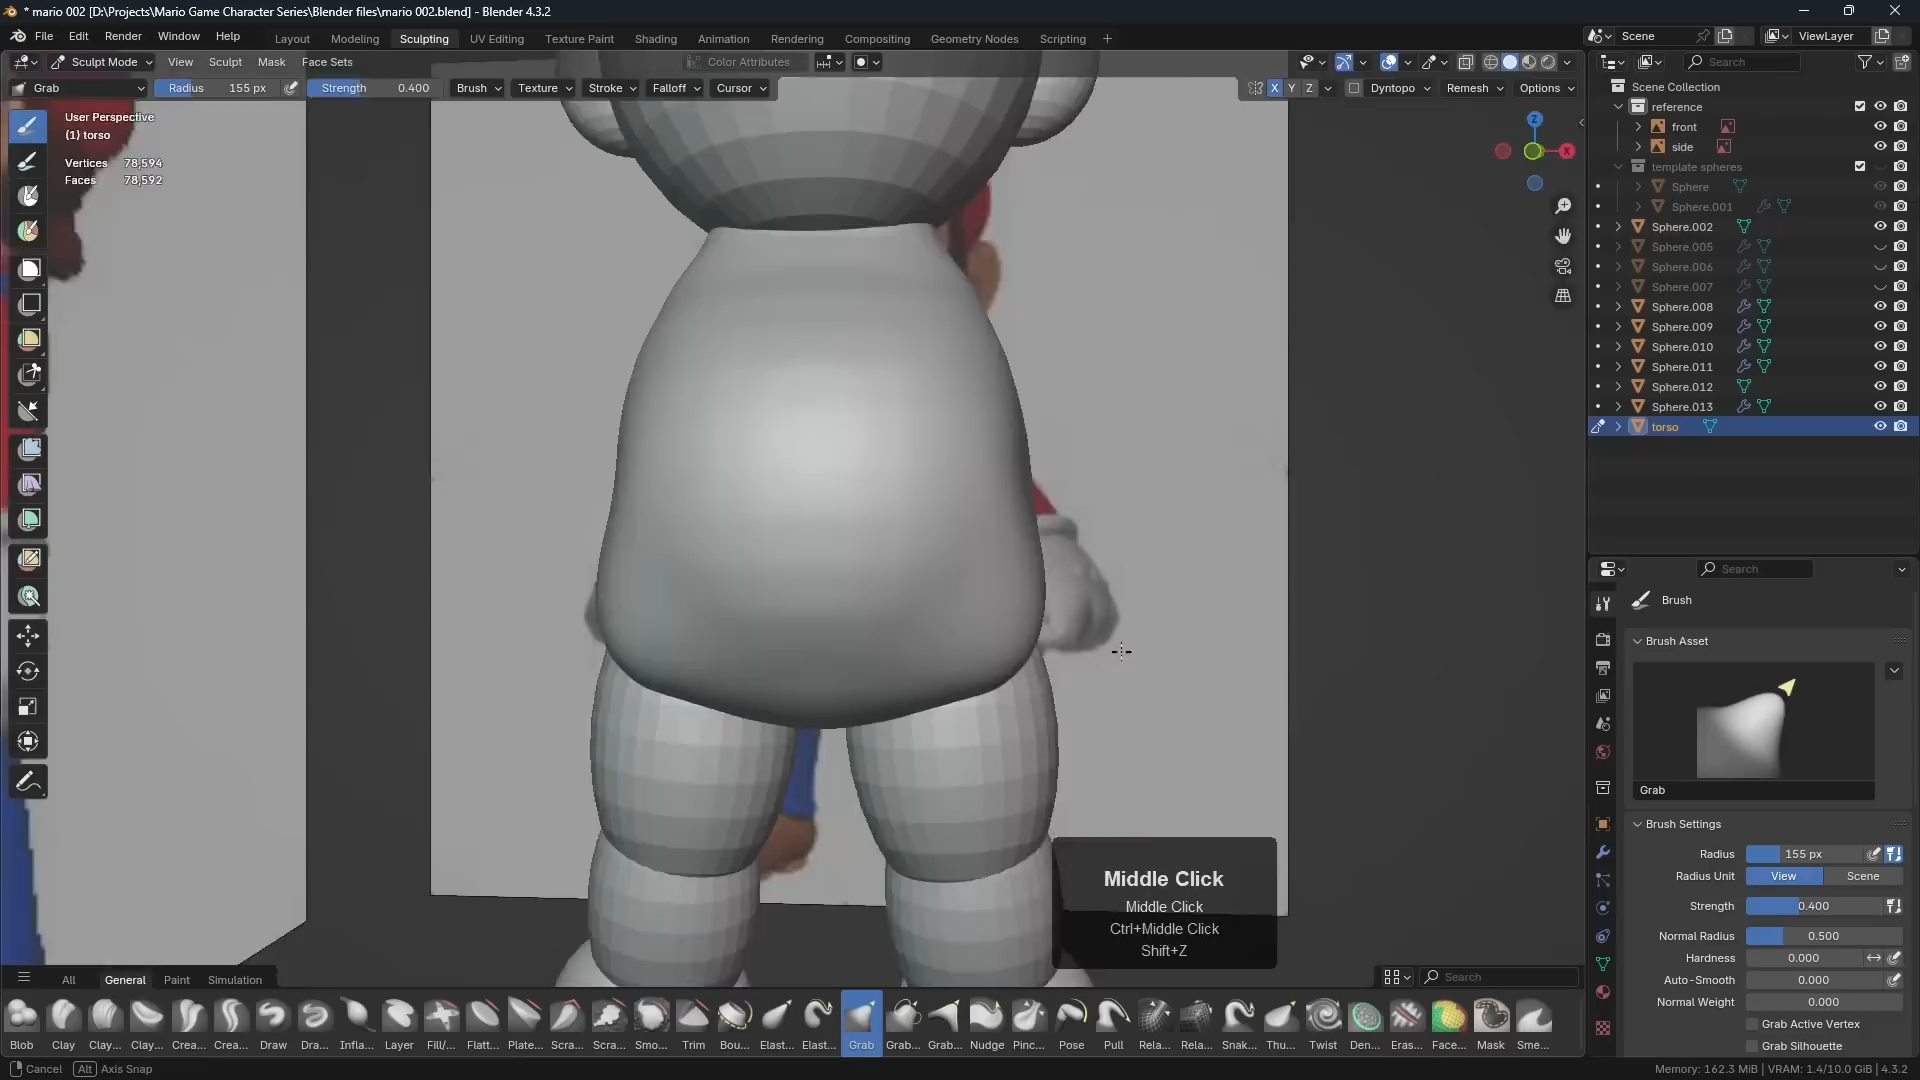 * mario 002 [D:\Projects\Mario Game Character Series\Blender files\mario 002.blend] - Blender 4.3.2
File Edit Render Window Help Layout Modeling Sculpting UV Editing Texture Paint Shading Animation Rendering Compositing Geometry Nodes Scripting + Scene ViewLayer
Sculpt Mode View Sculpt Mask Face Sets Color Attributes Search
Grab Radius 155 px Strength 0.400 Brush Texture Stroke Falloff Cursor X Y Z Dyntopo Remesh Options
User Perspective
(1) torso
Vertices 78,594
Faces 78,592
Z
X
Scene Collection
reference
front
side
template spheres
Sphere
Sphere.001
Sphere.002
Sphere.005
Sphere.006
Sphere.007
Sphere.008
Sphere.009
Sphere.010
Sphere.011
Sphere.012
Sphere.013
torso
Search
Brush
Brush Asset
Grab
Brush Settings
Radius 155 px
Radius Unit View Scene
Strength 0.400
Normal Radius 0.500
Hardness 0.000
Auto-Smooth 0.000
Normal Weight 0.000
Grab Active Vertex
Grab Silhouette
Middle Click
Middle Click
Ctrl+Middle Click
Shift+Z
All General Paint Simulation Search
Blob Clay Clay... Clay... Crea... Crea... Draw Dra... Infla... Layer Fill/... Flatt... Plate... Scra... Scra... Smo... Trim Bou... Elast... Elast... Grab Grab... Grab... Nudge Pinc... Pose Pull Rela... Rela... Snak... Thu... Twist Den... Eras... Face... Mask Sme...
Cancel Alt Axis Snap Memory: 162.3 MiB | VRAM: 1.4/10.0 GiB | 4.3.2